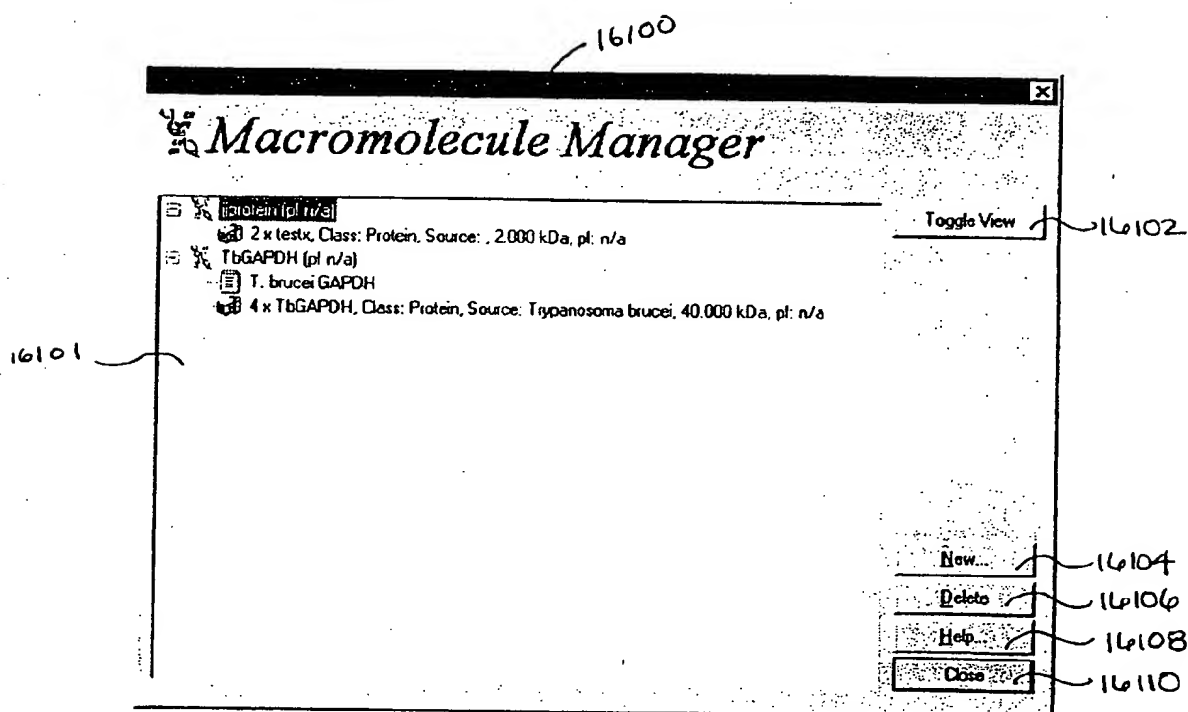 16100
Macromolecule Manager
protein (pI n/a)
2 x testx, Class: Protein, Source: , 2.000 kDa, pI: n/a
Toggle View
16102
TbGAPDH (pI n/a)
T. brucei GAPDH
4 x TbGAPDH, Class: Protein, Source: Trypanosoma brucei, 40.000 kDa, pI: n/a
16101
New...
16104
Delete
16106
Help...
16108
Close
16110